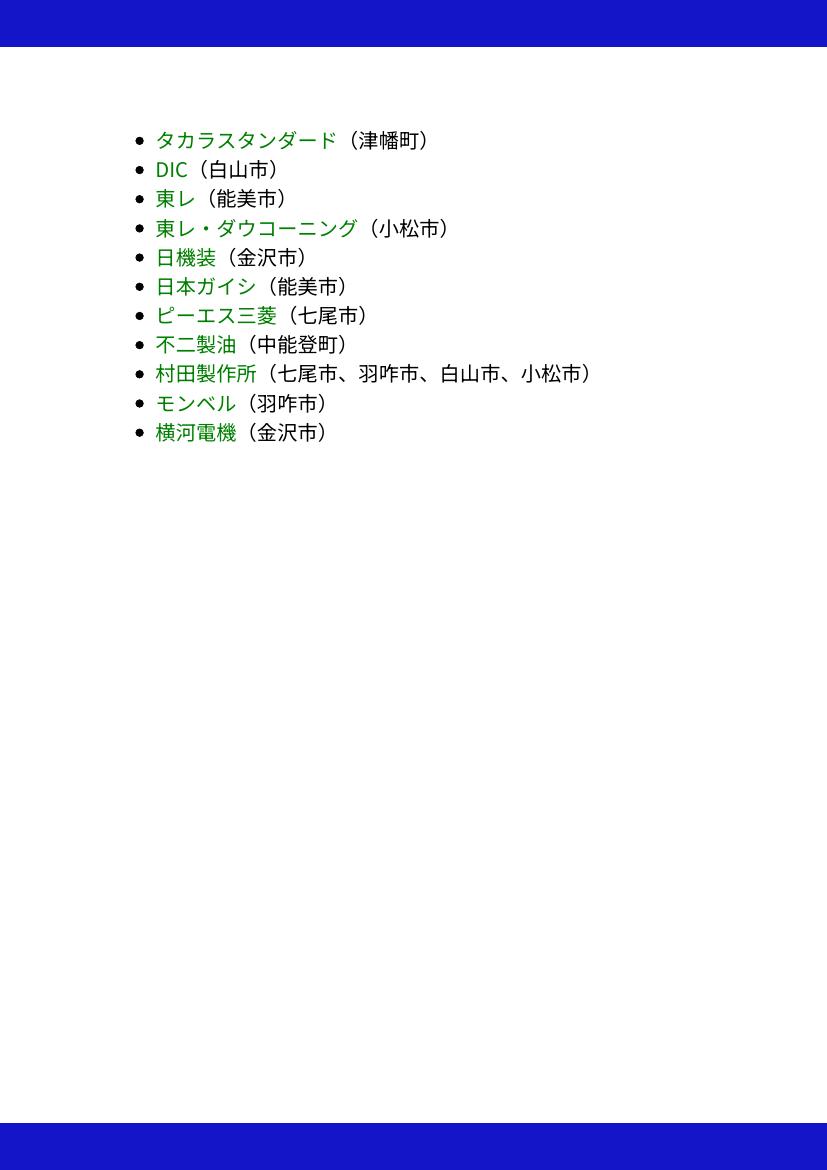 • タカラスタンダード（津幡町）
• DIC（白山市）
• 東レ（能美市）
• 東レ・ダウコーニング（小松市）
• 日機装（金沢市）
• 日本ガイシ（能美市）
• ピーエス三菱（七尾市）
• 不二製油（中能登町）
• 村田製作所（七尾市、羽咋市、白山市、小松市）
• モンベル（羽咋市）
• 横河電機（金沢市）